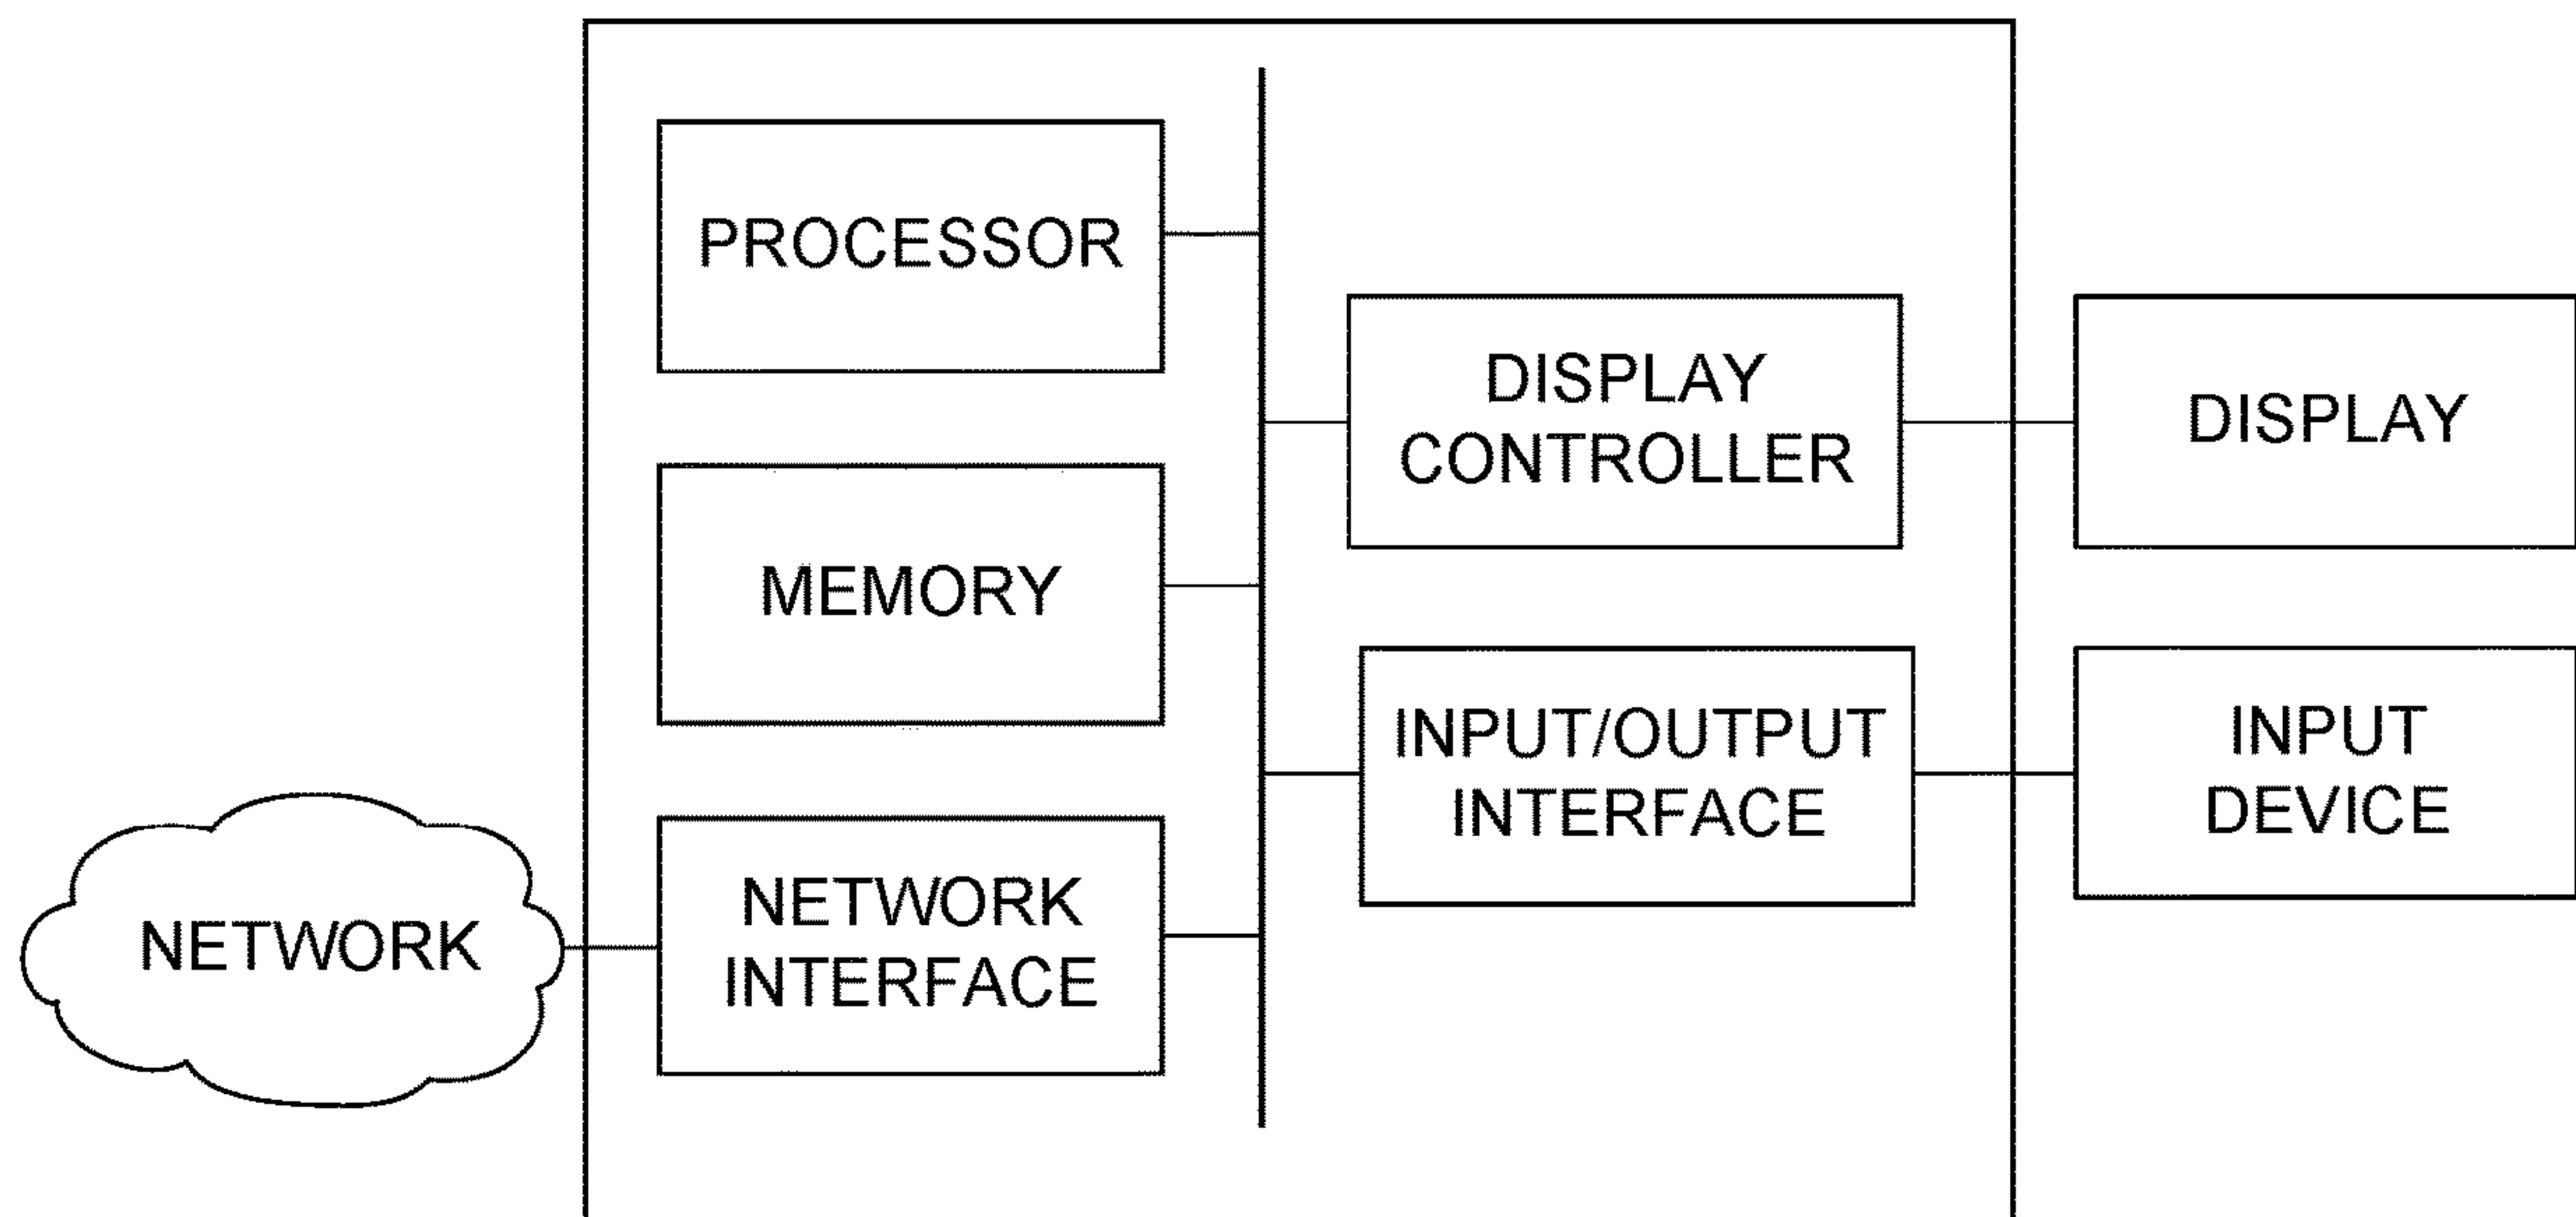 PROCESSOR
DISPLAY
CONTROLLER
DISPLAY
MEMORY
INPUT/OUTPUT
INTERFACE
INPUT
DEVICE
NETWORK
INTERFACE
NETWORK